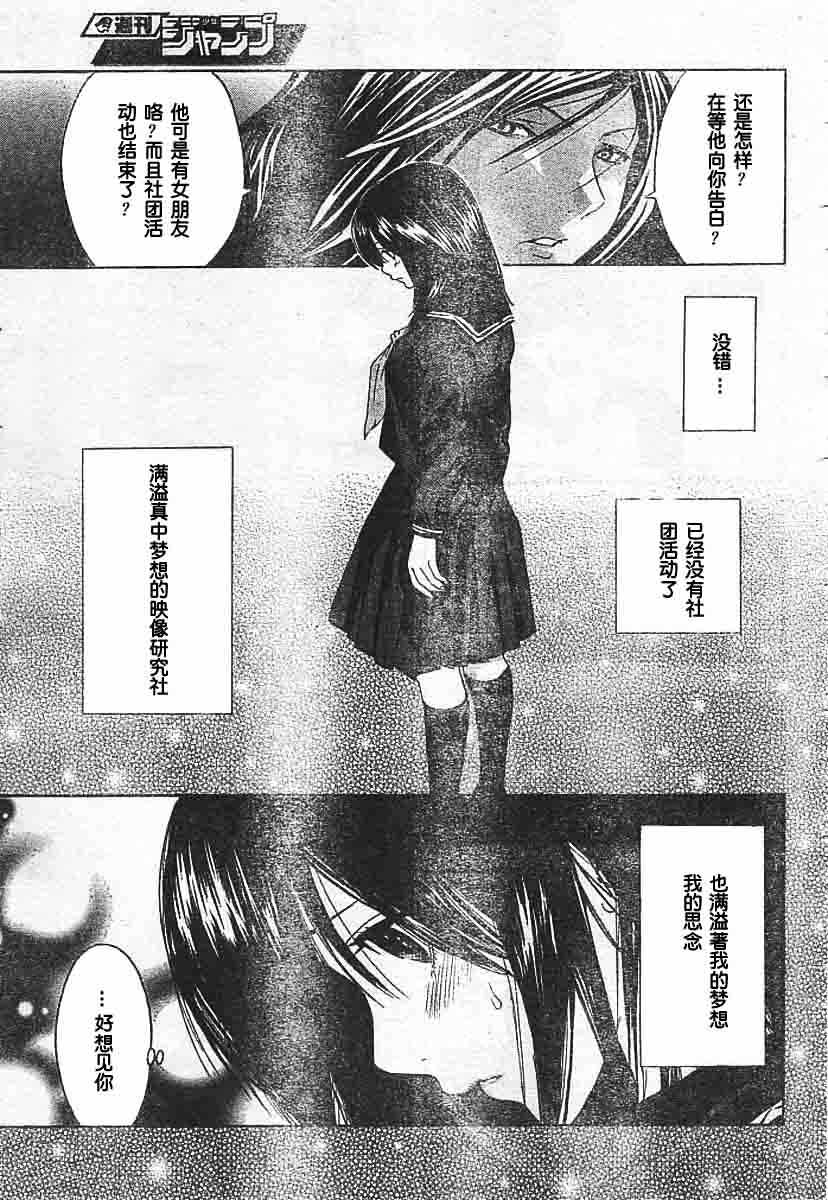 週刊
ジャンプ
还是怎样?
在等他向你告白?
他可是有女朋友
咯?而且社团活
动也结束了?
没错…
已经没有社
团活动了
满溢真中梦想的映像研究社
也满溢著我的梦想
我的思念
…好想见你